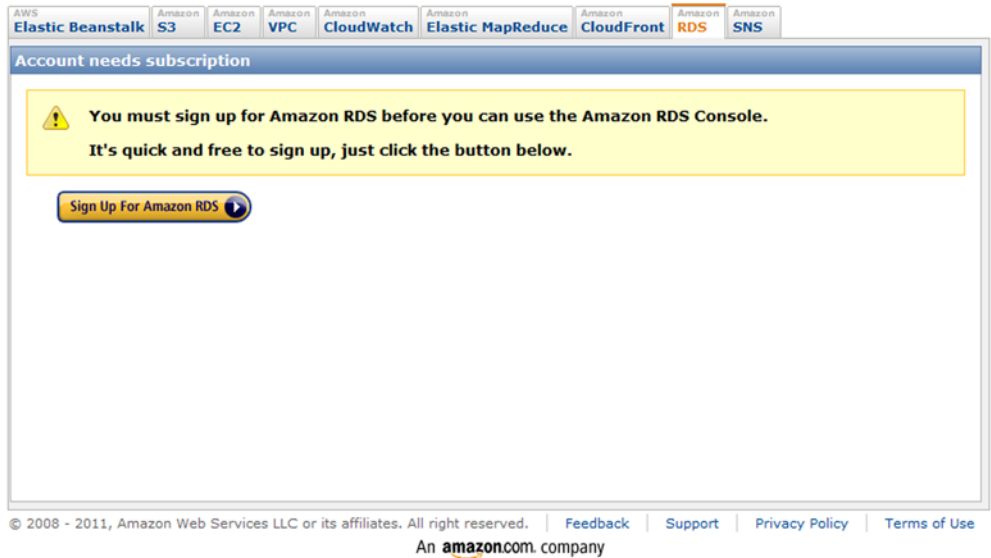 AWS Amazon Amazon Amazon Amazon Amazon Amazon Amazon Amazon
Elastic Beanstalk S3 EC2 VPC CloudWatch Elastic MapReduce CloudFront RDS SNS
Account needs subscription
You must sign up for Amazon RDS before you can use the Amazon RDS Console.
It's quick and free to sign up, just click the button below.
Sign Up For Amazon RDS
© 2008 - 2011, Amazon Web Services LLC or its affiliates. All right reserved. Feedback Support Privacy Policy Terms of Use
An amazon.com. company